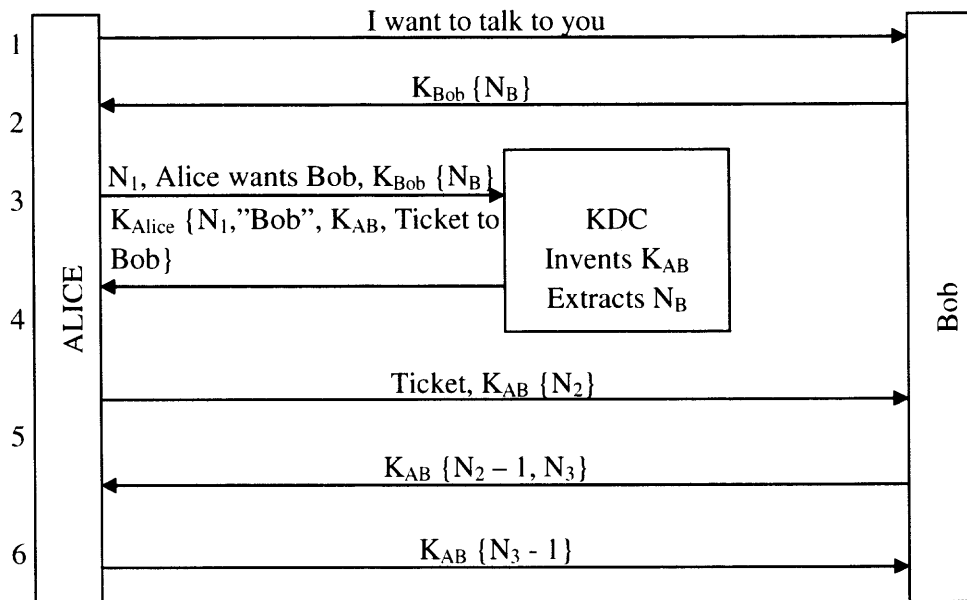 I want to talk to you
1
K_Bob {N_B}
2
N_1, Alice wants Bob, K_Bob {N_B}
3
K_Alice {N_1,”Bob”, K_AB, Ticket to
Bob}
KDC
Invents K_AB
Extracts N_B
4
ALICE
Bob
Ticket, K_AB {N_2}
5
K_AB {N_2 – 1, N_3}
K_AB {N_3 - 1}
6